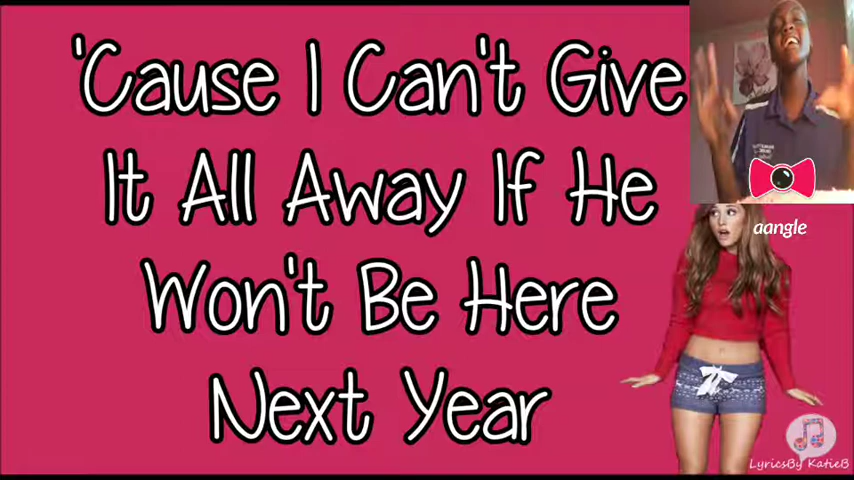 'Cause I Can't Give
It All Away If He
Won't Be Here
Next Year
aangle
LyricsBy KatieB